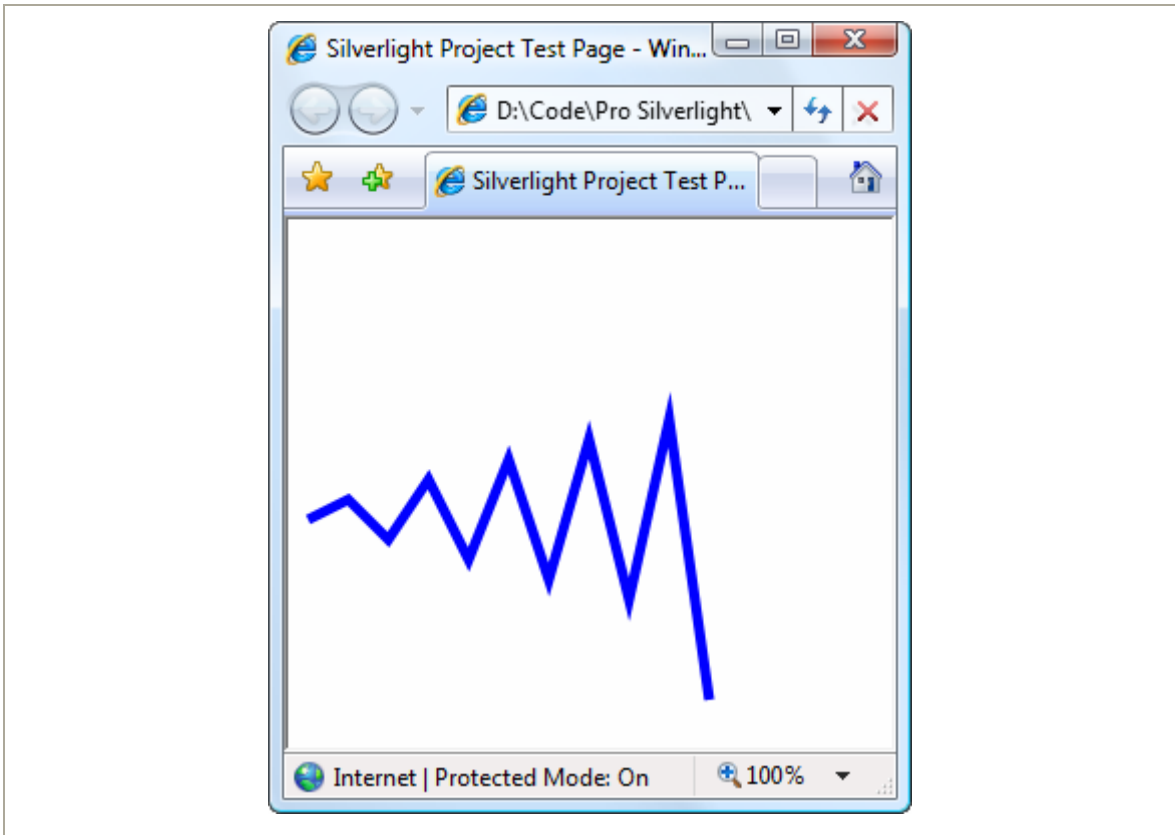 Silverlight Project Test Page - Win...
D:\Code\Pro Silverlight\
Silverlight Project Test P...
Internet | Protected Mode: On
100%